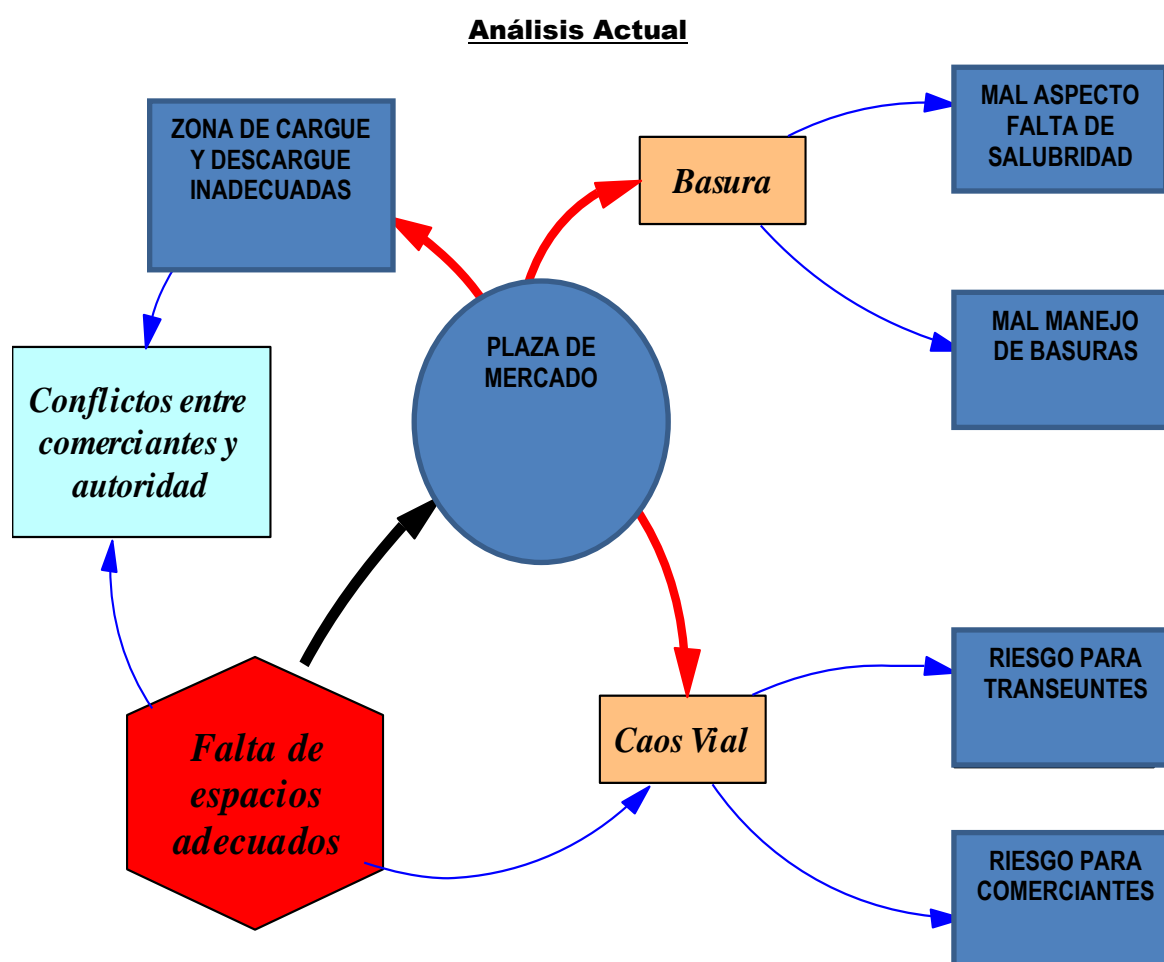 Análisis Actual
ZONA DE CARGUE
Y DESCARGUE
INADECUADAS
Basura
MAL ASPECTO
FALTA DE
SALUBRIDAD
PLAZA DE
MERCADO
MAL MANEJO
DE BASURAS
Conflictos entre
comerciantes y
autoridad
Falta de
espacios
adecuados
Caos Vial
RIESGO PARA
TRANSEUNTES
RIESGO PARA
COMERCIANTES